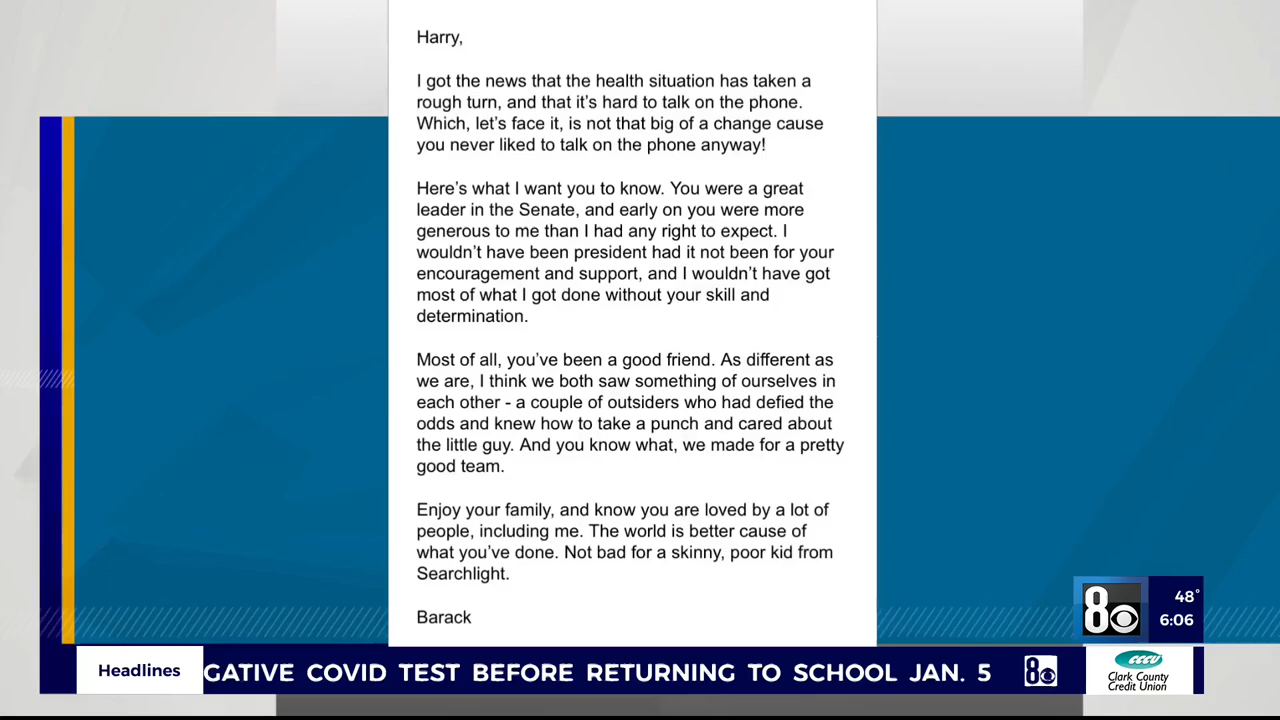 Harry,
I got the news that the health situation has taken a
rough turn, and that it’s hard to talk on the phone.
Which, let’s face it, is not that big of a change cause
you never liked to talk on the phone anyway!
Here’s what I want you to know. You were a great
leader in the Senate, and early on you were more
generous to me than I had any right to expect. I
wouldn’t have been president had it not been for your
encouragement and support, and I wouldn’t have got
most of what I got done without your skill and
determination.
Most of all, you’ve been a good friend. As different as
we are, I think we both saw something of ourselves in
each other - a couple of outsiders who had defied the
odds and knew how to take a punch and cared about
the little guy. And you know what, we made for a pretty
good team.
Enjoy your family, and know you are loved by a lot of
people, including me. The world is better cause of
what you’ve done. Not bad for a skinny, poor kid from
Searchlight.
Barack
8
48°
6:06
Headlines
GATIVE COVID TEST BEFORE RETURNING TO SCHOOL JAN. 5
8
Clark County
Credit Union